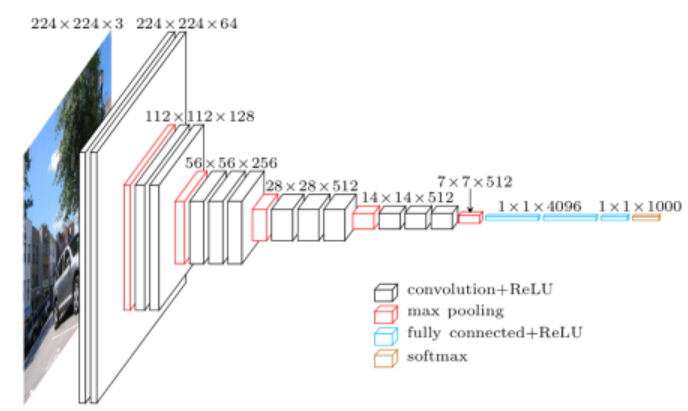 224×224×3
224×224×64
112×112×128
56×56×256
28×28×512
14×14×512
7×7×512
1×1×4096
1×1×1000
convolution+ReLU
max pooling
fully connected+ReLU
softmax